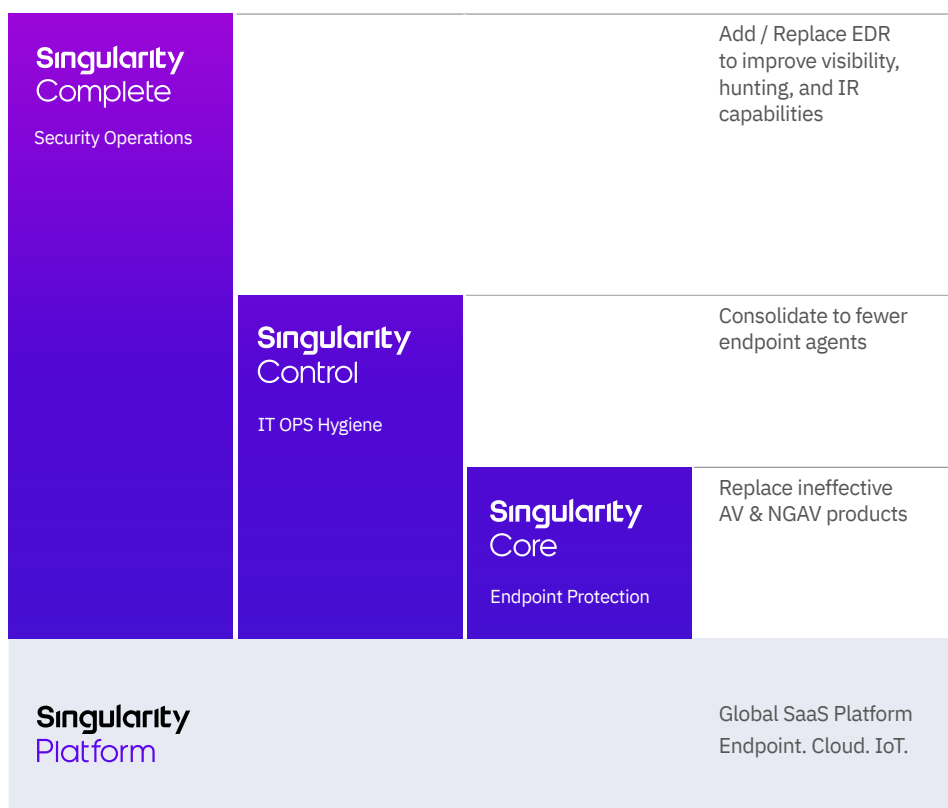 Singularity
Complete
Security Operations
Add / Replace EDR
to improve visibility,
hunting, and IR
capabilities
Singularity
Control
IT OPS Hygiene
Consolidate to fewer
endpoint agents
Singularity
Core
Endpoint Protection
Replace ineffective
AV & NGAV products
Singularity
Platform
Global SaaS Platform
Endpoint. Cloud. IoT.